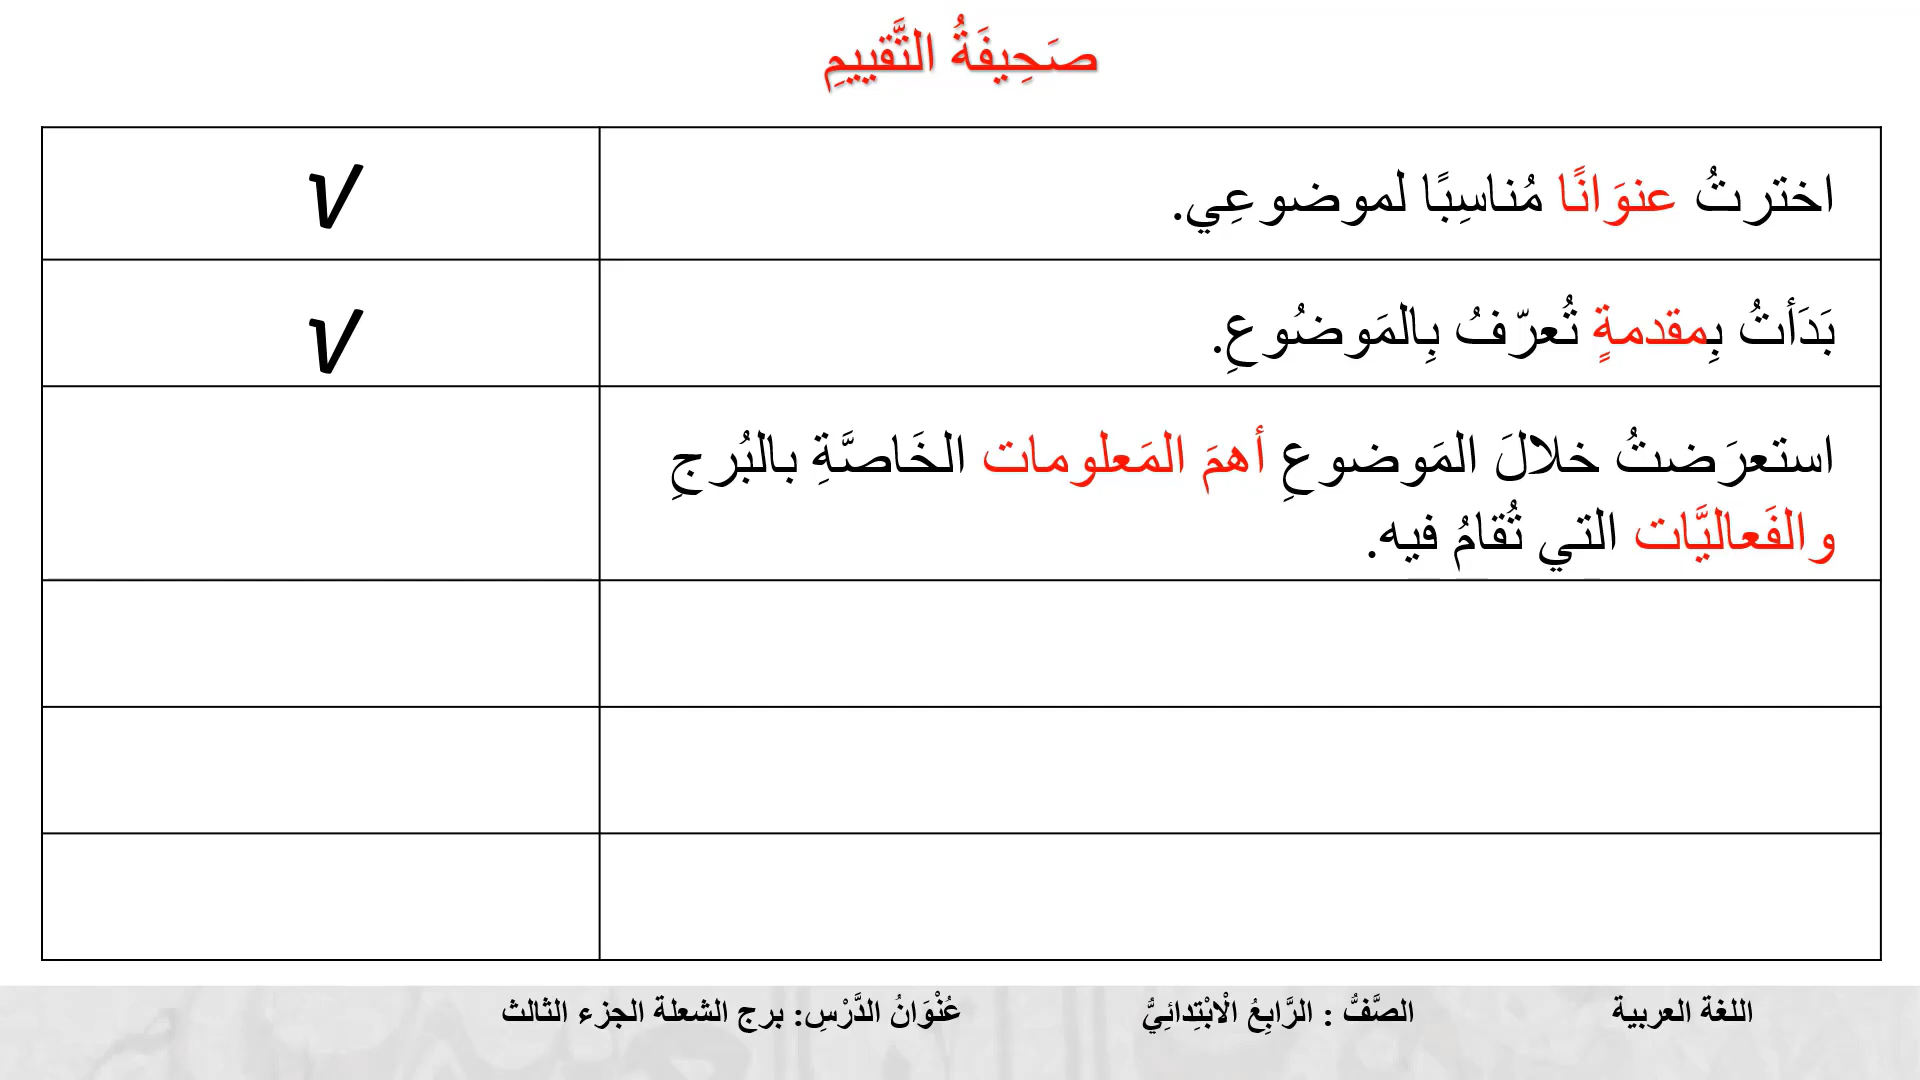 صَحِيفَةُ التَّقييمِ
اخترتُ عنوَانًا مُناسِبًا لموضوعِي.
√
بَدَأتُ بِمقدمةٍ تُعرّفُ بِالمَوضُوعِ.
√
استعرَضتُ خلالَ المَوضوعِ أهمَ المَعلومات الخَاصَّةِ بالبُرجِ
والفَعاليَّات التي تُقامُ فيه.
اللغة العربية
الصَّفُّ : الرَّابِعُ الْابْتِدائِيُّ
عُنْوَانُ الدَّرْسِ: برج الشعلة الجزء الثالث